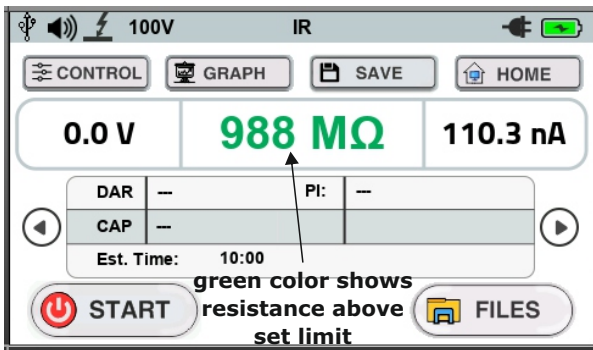 100V IR
CONTROL GRAPH SAVE HOME
0.0 V 988 MΩ 110.3 nA
DAR --- PI: ---
CAP ---
Est. Time: 10:00
green color shows
START resistance above FILES
set limit